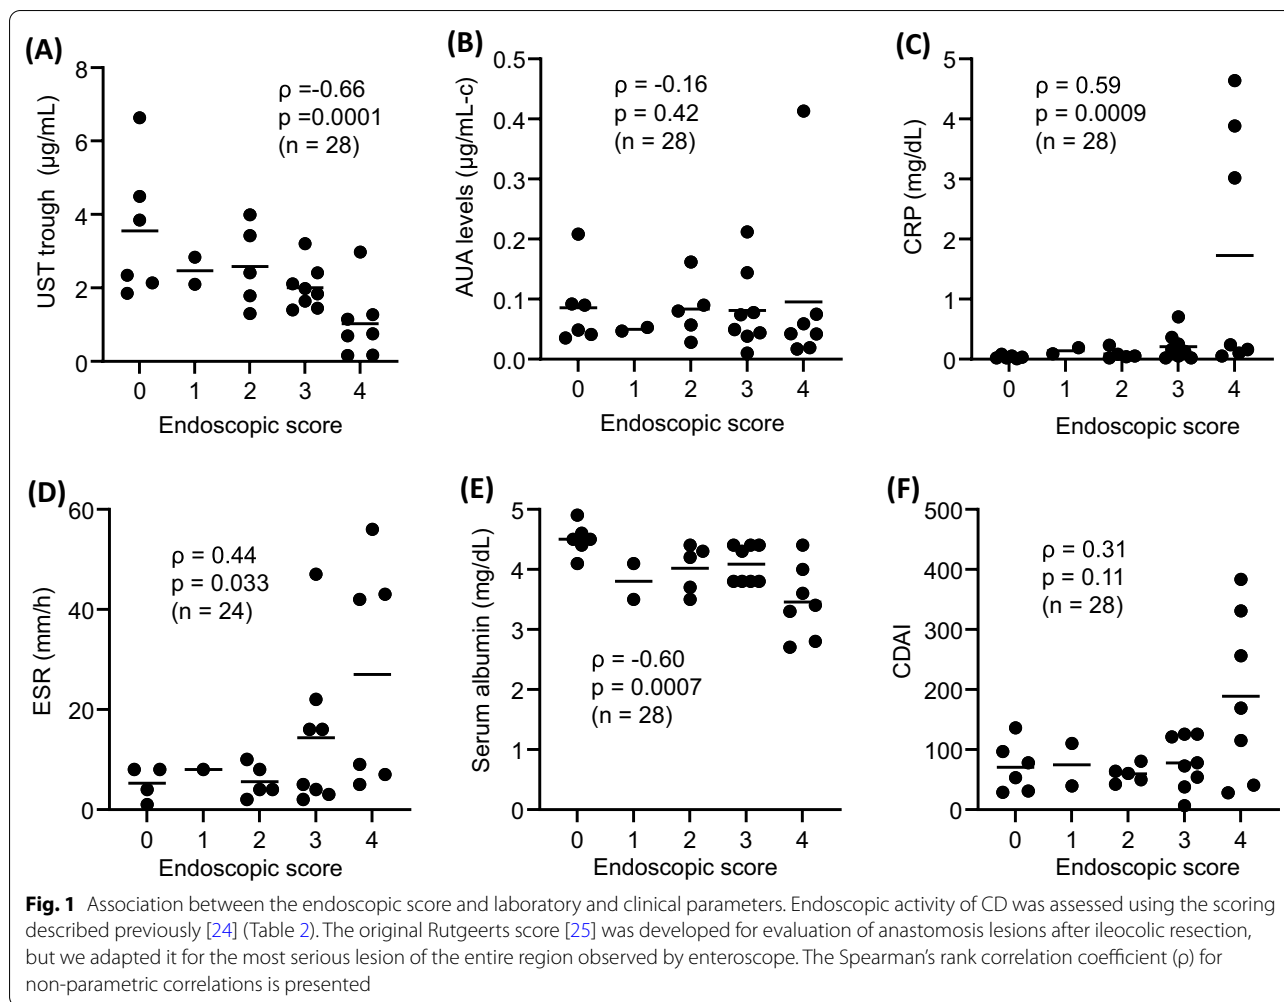 (A)
8
6
4
2
0
UST trough (µg/mL)
ρ =-0.66
p =0.0001
(n = 28)
0 1 2 3 4
Endoscopic score
(B)
0.5
0.4
0.3
0.2
0.1
0.0
AUA levels (µg/mL-c)
ρ = -0.16
p = 0.42
(n = 28)
0 1 2 3 4
Endoscopic score
(C)
5
4
3
2
1
0
CRP (mg/dL)
ρ = 0.59
p = 0.0009
(n = 28)
0 1 2 3 4
Endoscopic score
(D)
60
40
20
0
ESR (mm/h)
ρ = 0.44
p = 0.033
(n = 24)
0 1 2 3 4
Endoscopic score
(E)
5
4
3
2
1
0
Serum albumin (mg/dL)
ρ = -0.60
p = 0.0007
(n = 28)
0 1 2 3 4
Endoscopic score
(F)
500
400
300
200
100
0
CDAI
ρ = 0.31
p = 0.11
(n = 28)
0 1 2 3 4
Endoscopic score
Fig. 1 Association between the endoscopic score and laboratory and clinical parameters. Endoscopic activity of CD was assessed using the scoring
described previously [24] (Table 2). The original Rutgeerts score [25] was developed for evaluation of anastomosis lesions after ileocolic resection,
but we adapted it for the most serious lesion of the entire region observed by enteroscope. The Spearman's rank correlation coefficient (ρ) for
non-parametric correlations is presented